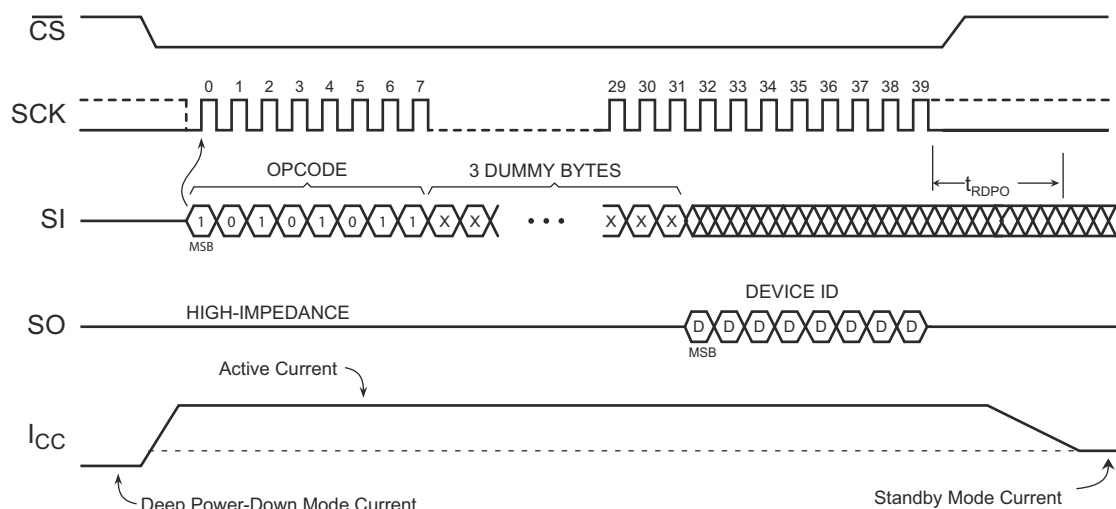 CS
0 1 2 3 4 5 6 7 29 30 31 32 33 34 35 36 37 38 39
SCK
OPCODE 3 DUMMY BYTES tRDPO
SI 1 0 1 0 1 0 1 1 X X • • • X X X
MSB
DEVICE ID
HIGH-IMPEDANCE
SO D D D D D D D D
MSB
Active Current
ICC
Deep Power-Down Mode Current
Standby Mode Current